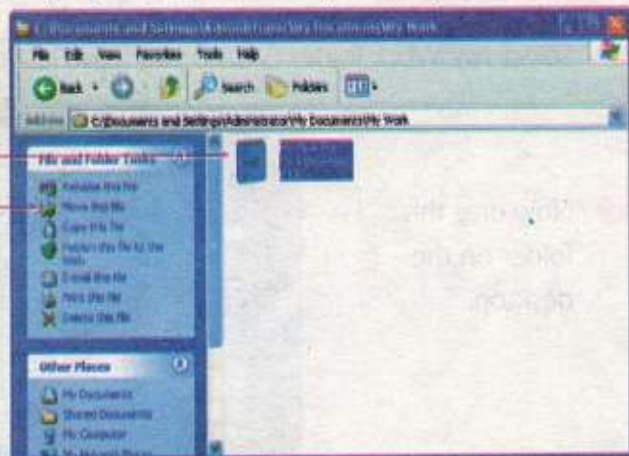 C:\Documents and Settings\Administrator\My Documents\My Work
File Edit View Favorites Tools Help
Back Search Folders
Address C:\Documents and Settings\Administrator\My Documents\My Work
File and Folder Tasks
Rename this file
Move this file
Copy this file
Publish this file to the
Web
E-mail this file
Print this file
Delete this file
Other Places
My Documents
Shared Documents
My Computer
My Network Places
Now drag this
folder on the
desktop.